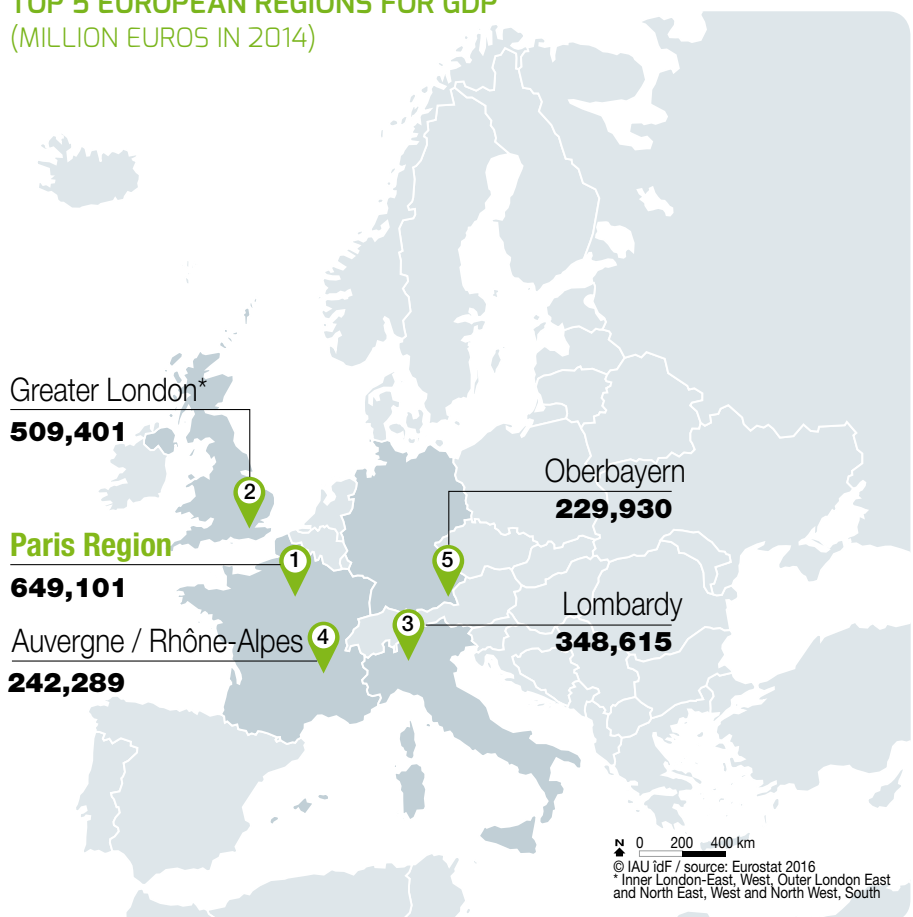 TOP 5 EUROPEAN REGIONS FOR GDP
(MILLION EUROS IN 2014)
Greater London*
509,401
2
Oberbayern
229,930
5
Paris Region
649,101
1
Lombardy
348,615
3
Auvergne / Rhône-Alpes
242,289
4
N 0 200 400 km
© IAU îdF / source: Eurostat 2016
* Inner London-East, West, Outer London East
and North East, West and North West, South